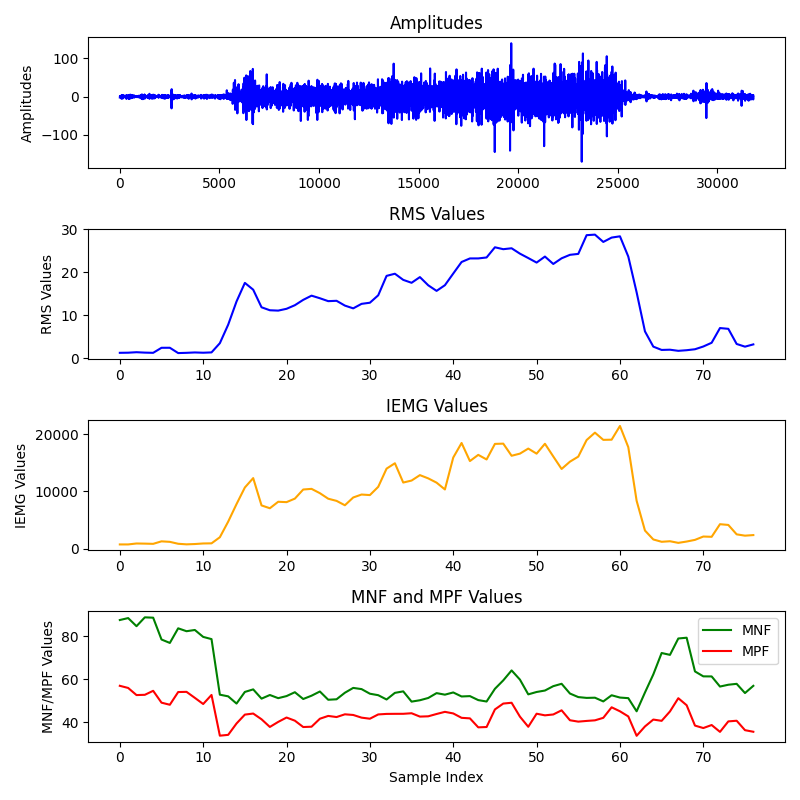 Amplitudes
Amplitudes
100
0
−100
0 5000 10000 15000 20000 25000 30000
RMS Values
RMS Values
30
20
10
0
0 10 20 30 40 50 60 70
IEMG Values
IEMG Values
20000
10000
0
0 10 20 30 40 50 60 70
MNF and MPF Values
MNF/MPF Values
80
60
40
MNF
MPF
0 10 20 30 40 50 60 70
Sample Index